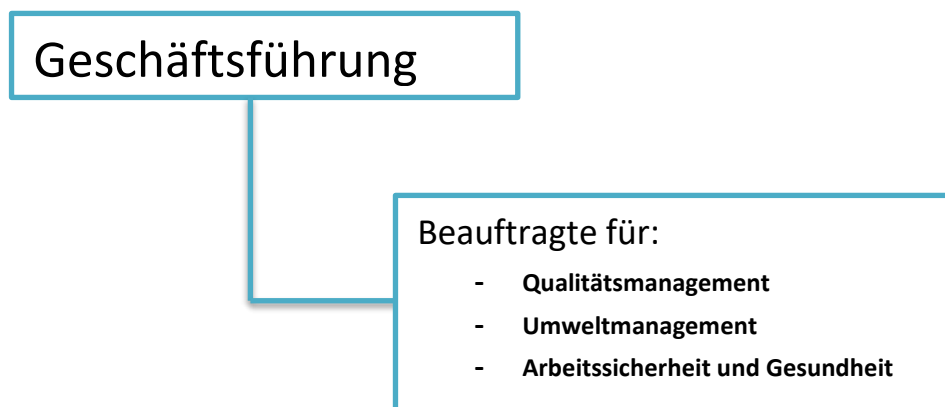 Geschäftsführung
Beauftragte für:
- Qualitätsmanagement
- Umweltmanagement
- Arbeitssicherheit und Gesundheit